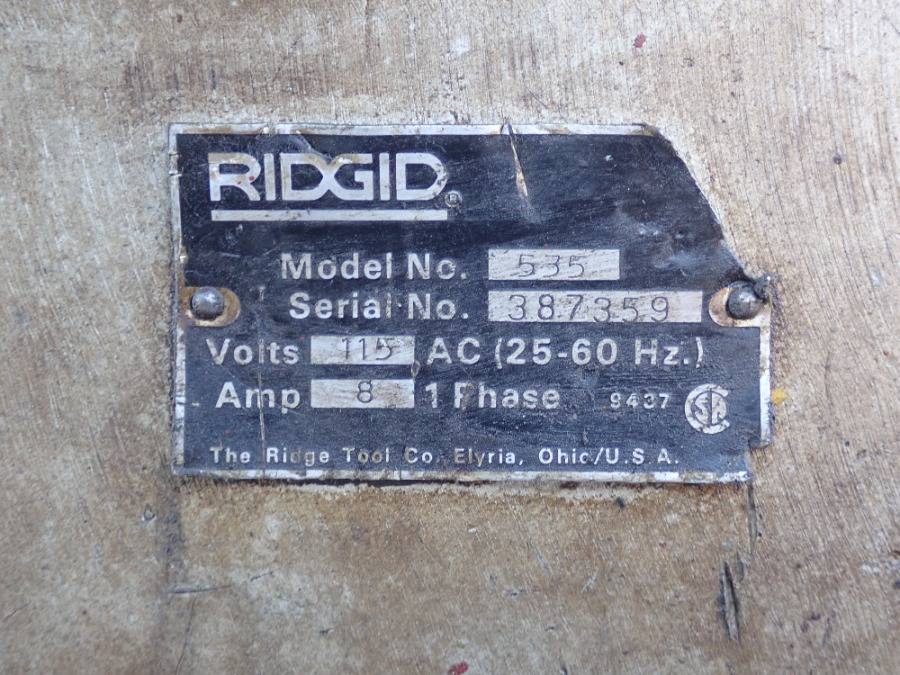 RIDGID®
Model No. 535
Serial No. 387359
Volts 115 AC (25-60 Hz.)
Amp 8 1 Phase 9437 CSA
The Ridge Tool Co. Elyria, Ohio/U.S.A.